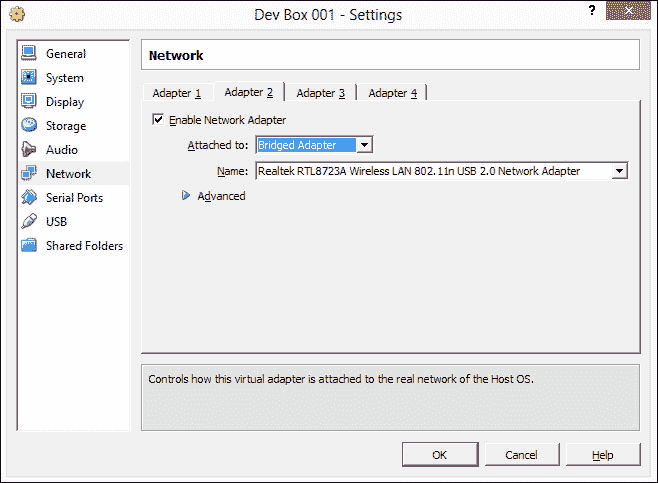 Dev Box 001 - Settings
?
General
System
Display
Storage
Audio
Network
Serial Ports
USB
Shared Folders
Network
Adapter 1 Adapter 2 Adapter 3 Adapter 4
Enable Network Adapter
Attached to: Bridged Adapter
Name: Realtek RTL8723A Wireless LAN 802.11n USB 2.0 Network Adapter
Advanced
Controls how this virtual adapter is attached to the real network of the Host OS.
OK Cancel Help